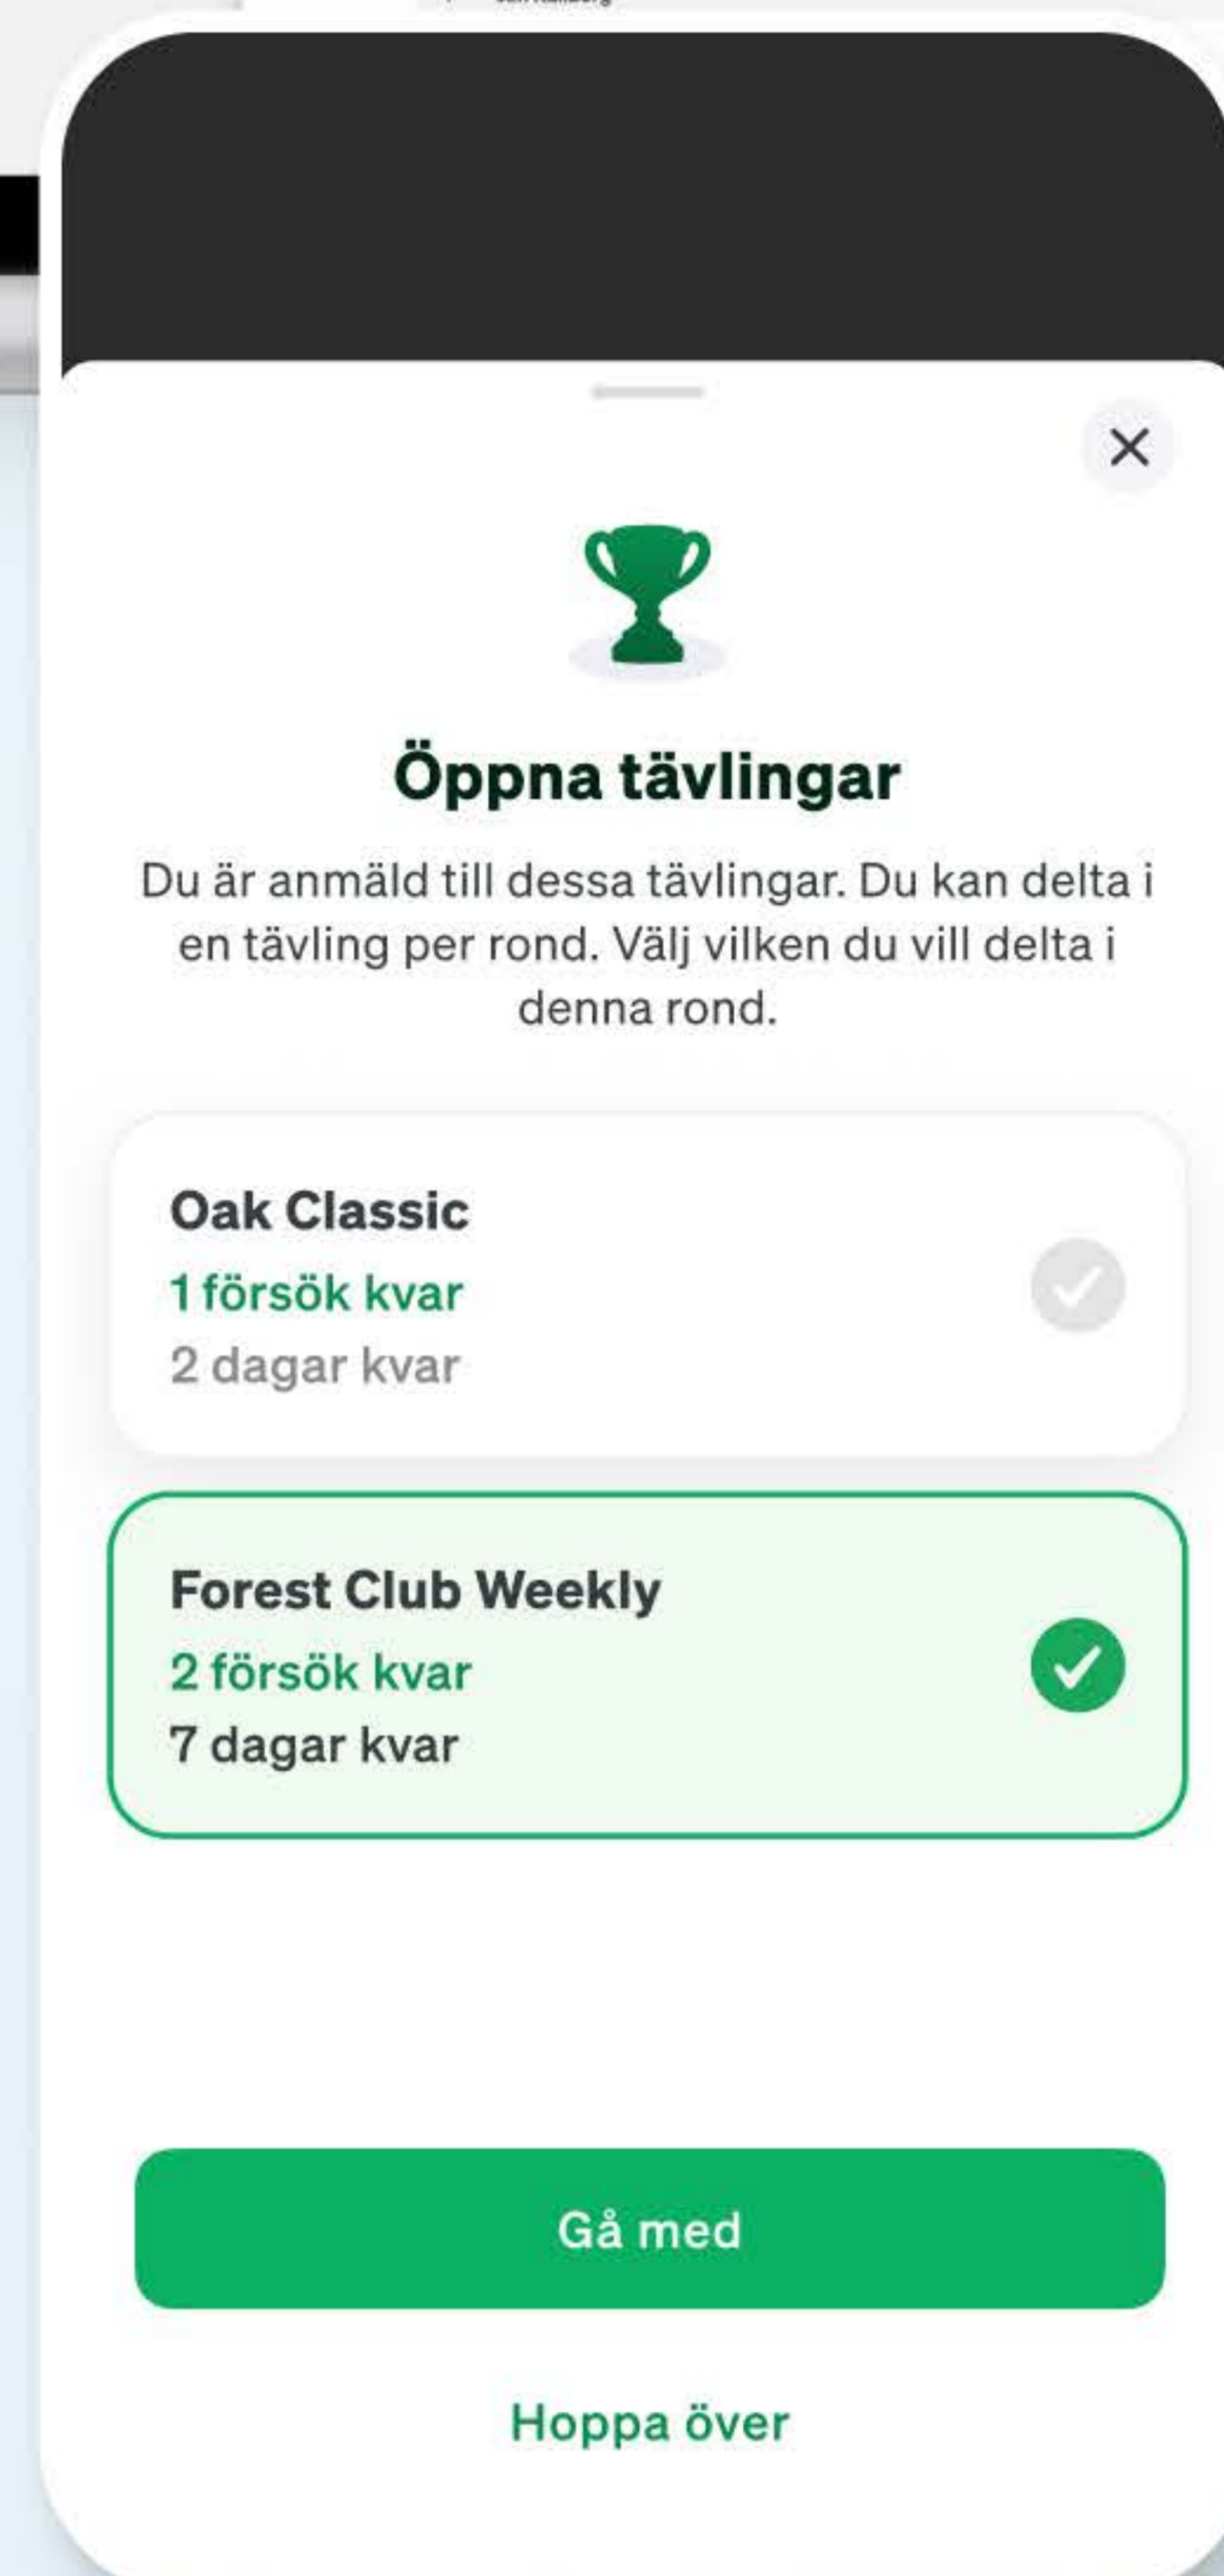 Öppna tävlingar
Du är anmäld till dessa tävlingar. Du kan delta i
en tävling per rond. Välj vilken du vill delta i
denna rond.
Oak Classic
1 försök kvar
2 dagar kvar
Forest Club Weekly
2 försök kvar
7 dagar kvar
Gå med
Hoppa över